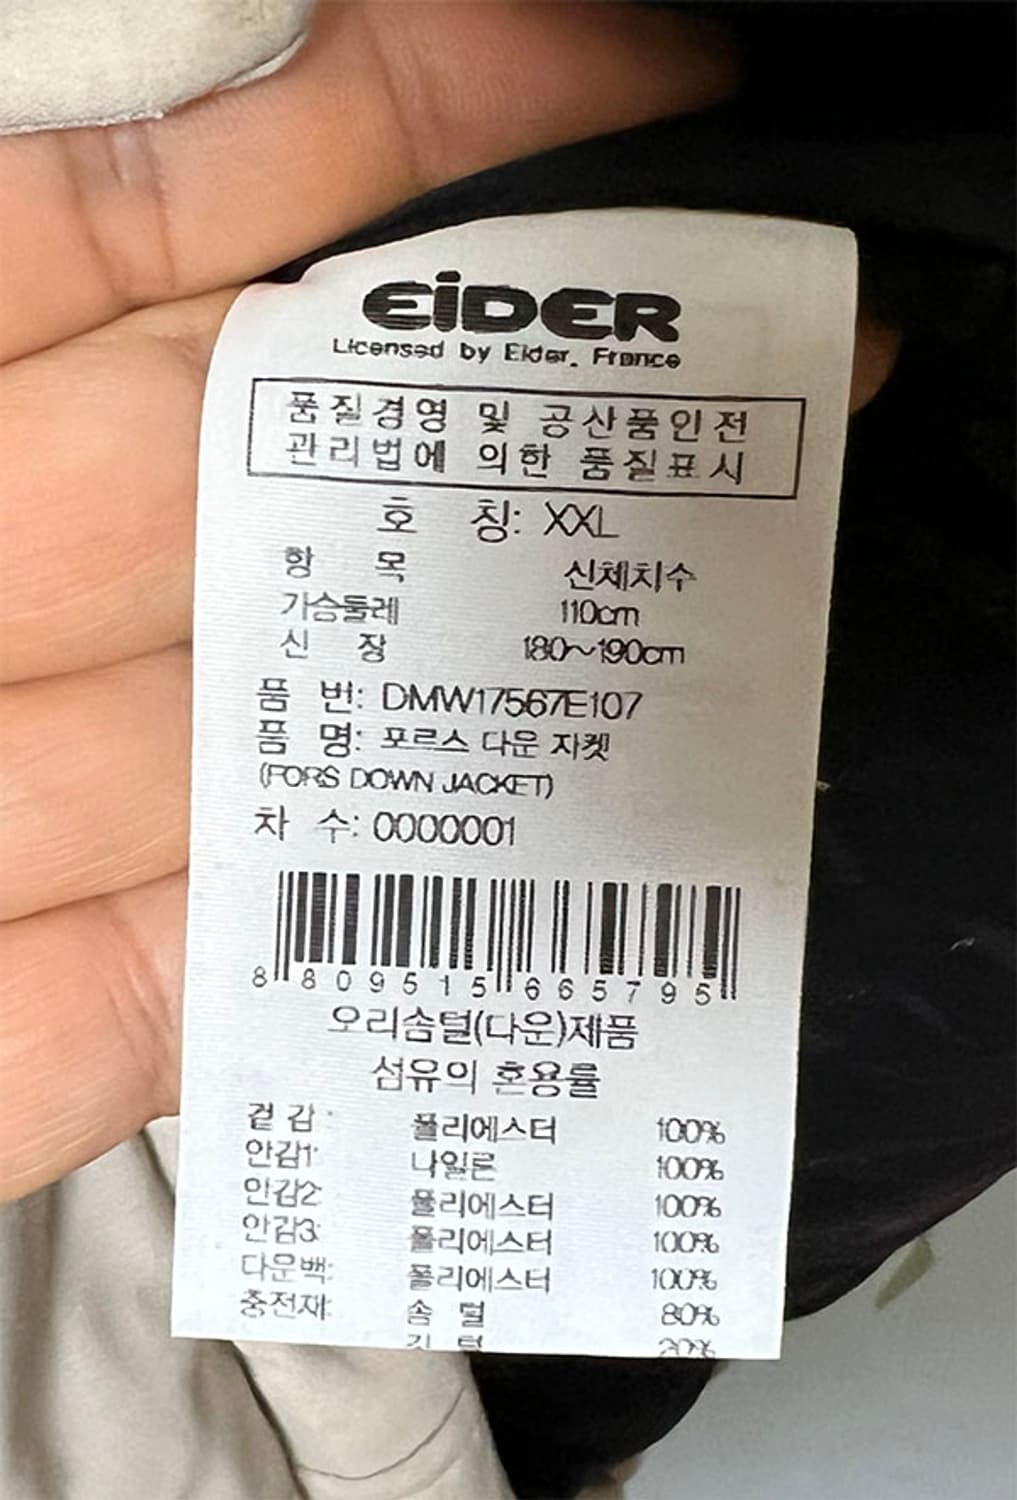 EiDER
Licensed by Eider, France
품질경영 및 공산품안전
관리법에 의한 품질표시
호 칭: XXL
항 목 신체치수
가슴둘레 110cm
신 장 180~190cm
품 번: DMW17567E107
품 명: 포르스 다운 자켓
(FORS DOWN JACKET)
차 수: 0000001
8 809515 665795
오리솜털(다운)제품
섬유의 혼용률
겉 감: 폴리에스터 100%
안감1: 나일론 100%
안감2: 폴리에스터 100%
안감3: 폴리에스터 100%
다운백: 폴리에스터 100%
충전재: 솜 털 80%
깃 털 20%